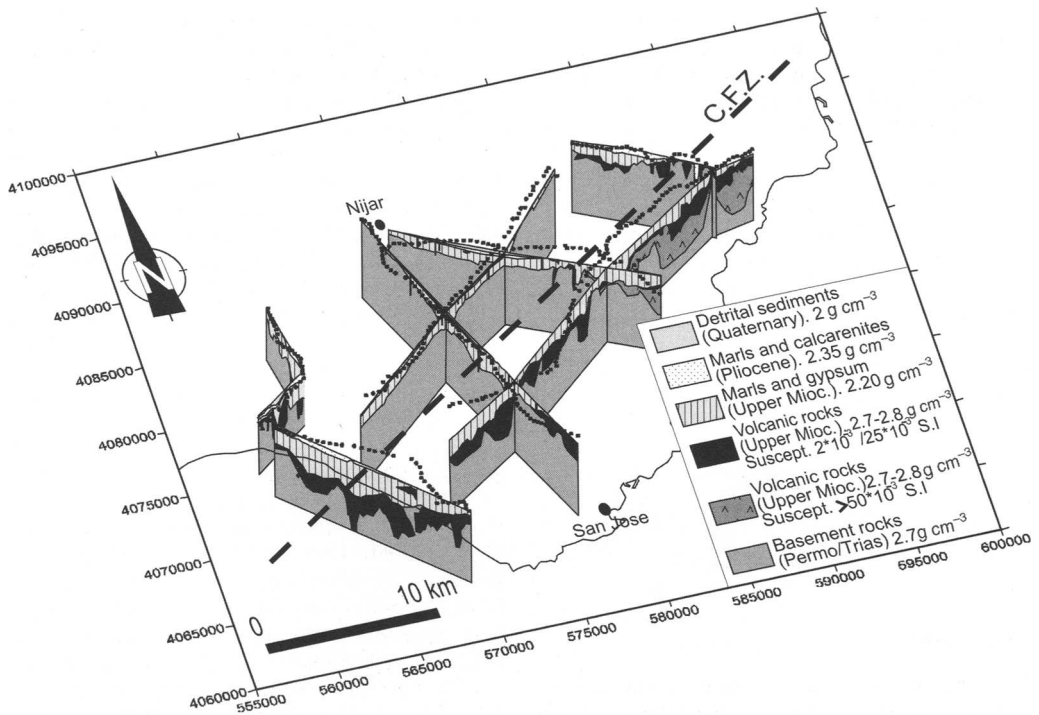 C.F.Z.
4100000
4095000
4090000
4085000
4080000
4075000
4070000
4065000
4060000
Nijar
N
San Jose
Detrital sediments
(Quaternary). 2 g cm⁻³
Marls and calcarenites
(Pliocene). 2.35 g cm⁻³
Marls and gypsum
(Upper Mioc.). 2.20 g cm⁻³
Volcanic rocks
(Upper Mioc.). 2.7-2.8 g cm⁻³
Suscept. 2*10⁻³/25*10⁻³ S.I
Volcanic rocks
(Upper Mioc.)2.7-2.8 g cm⁻³
Suscept. >50*10⁻³ S.I
Basement rocks
(Permo/Trias) 2.7g cm⁻³
0 10 km
555000
560000
565000
570000
575000
580000
585000
590000
595000
600000